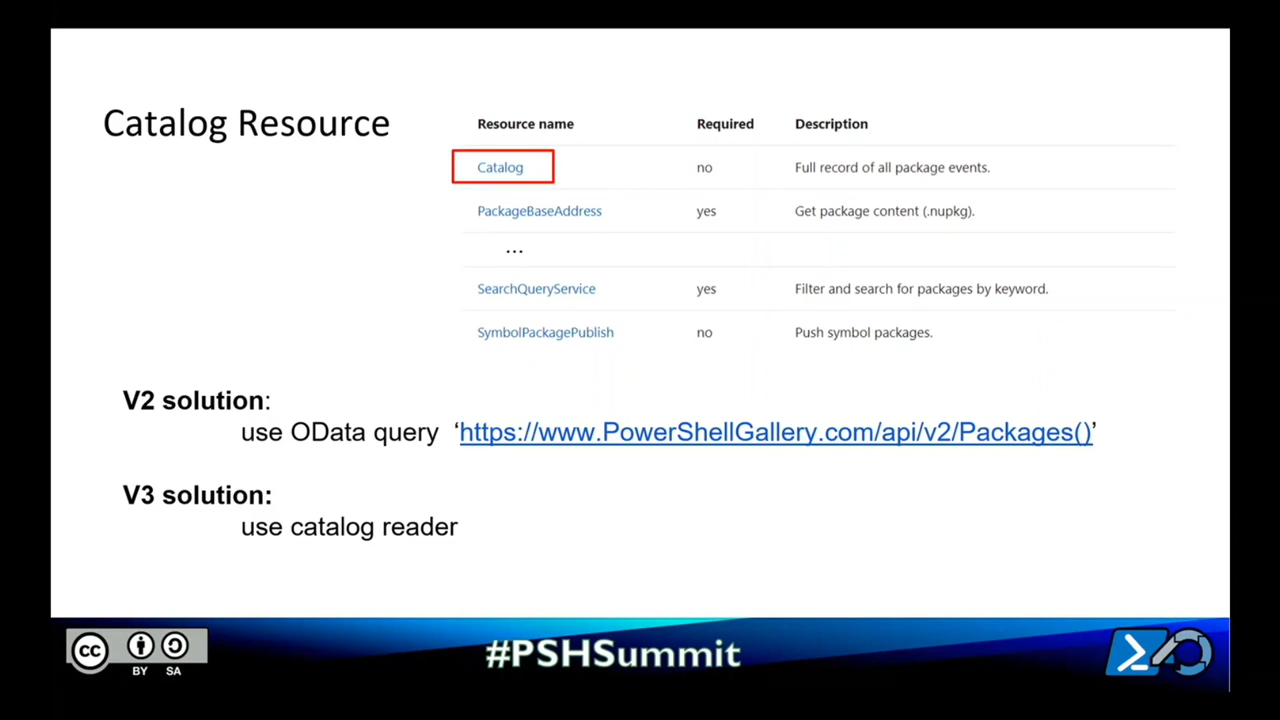 Catalog Resource
Resource name Required Description
Catalog no Full record of all package events.
PackageBaseAddress yes Get package content (.nupkg).
...
SearchQueryService yes Filter and search for packages by keyword.
SymbolPackagePublish no Push symbol packages.
V2 solution:
use OData query ‘https://www.PowerShellGallery.com/api/v2/Packages()’
V3 solution:
use catalog reader
cc BY SA
#PSHSummit